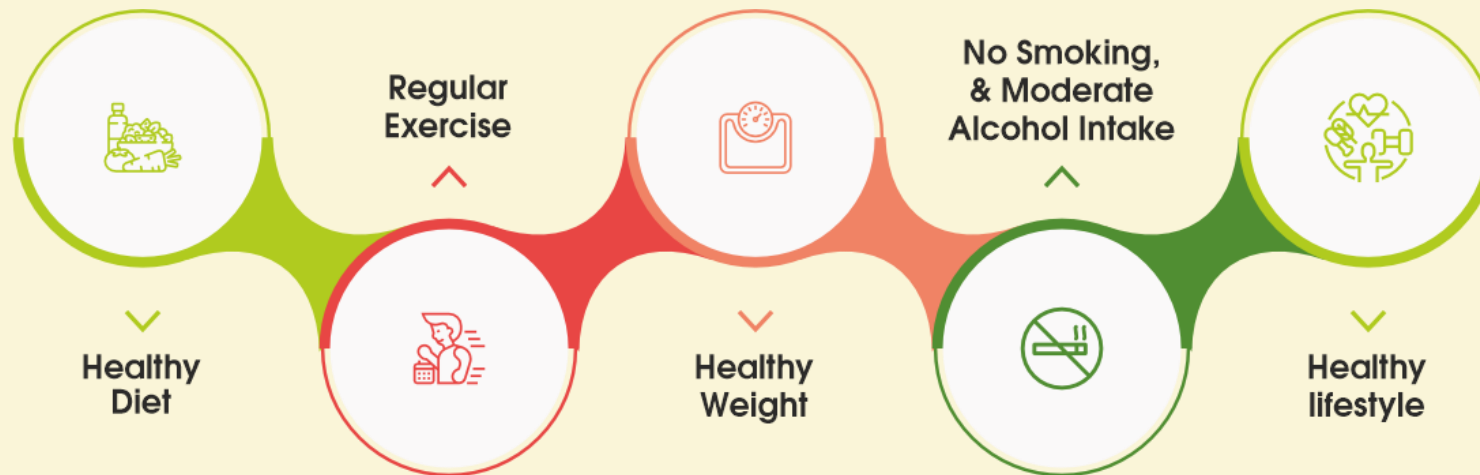 Healthy
Diet
Regular
Exercise
Healthy
Weight
No Smoking,
& Moderate
Alcohol Intake
Healthy
lifestyle